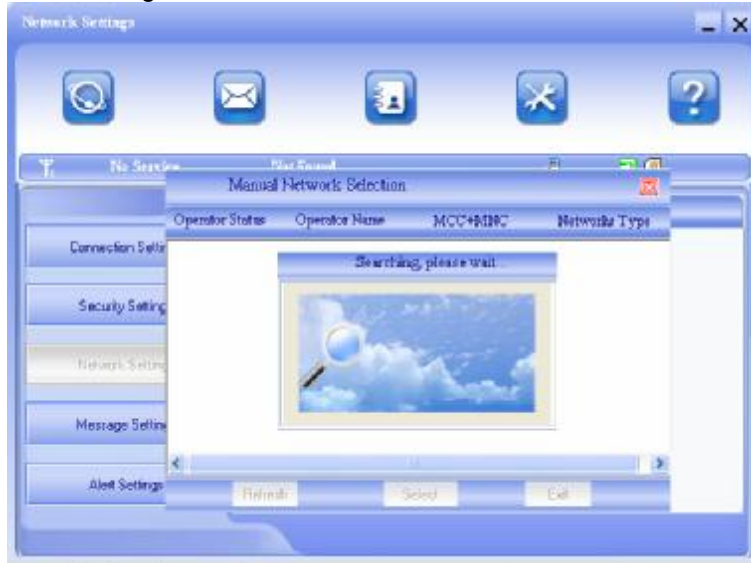 Network Settings
No Service
Not Found
Manual Network Selection
Operator Status Operator Name MCC+MNC Networks Type
Connection Settin
Searching, please wait...
Security Setting
Network Setting
Message Settin
Alert Settings
Refresh Select Exit